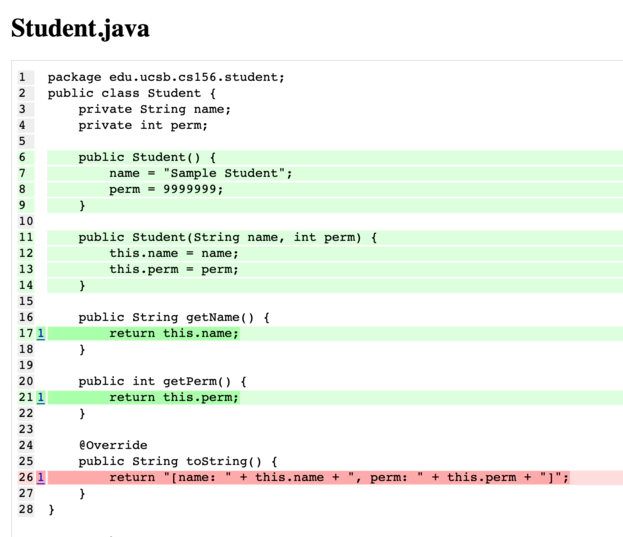 Student.java
1 package edu.ucsb.cs156.student;
2 public class Student {
3     private String name;
4     private int perm;
5
6     public Student() {
7         name = "Sample Student";
8         perm = 9999999;
9     }
10
11     public Student(String name, int perm) {
12         this.name = name;
13         this.perm = perm;
14     }
15
16     public String getName() {
17 1         return this.name;
18     }
19
20     public int getPerm() {
21 1         return this.perm;
22     }
23
24     @Override
25     public String toString() {
26 1         return "[name: " + this.name + ", perm: " + this.perm + "]";
27     }
28 }